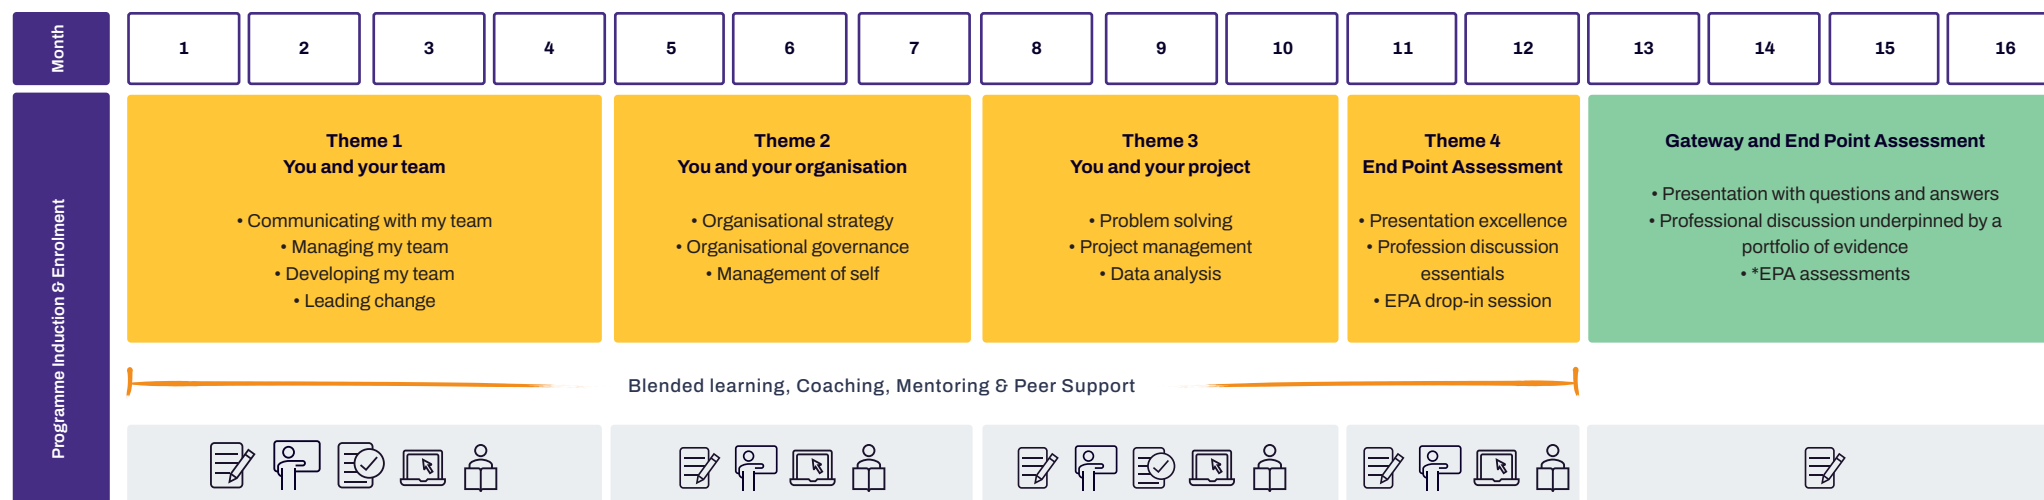 Month
1
2
3
4
5
6
7
8
9
10
11
12
13
14
15
16
Programme Induction & Enrolment
Theme 1
You and your team
• Communicating with my team
• Managing my team
• Developing my team
• Leading change
Theme 2
You and your organisation
• Organisational strategy
• Organisational governance
• Management of self
Theme 3
You and your project
• Problem solving
• Project management
• Data analysis
Theme 4
End Point Assessment
• Presentation excellence
• Profession discussion
essentials
• EPA drop-in session
Gateway and End Point Assessment
• Presentation with questions and answers
• Professional discussion underpinned by a
portfolio of evidence
• *EPA assessments
Blended learning, Coaching, Mentoring & Peer Support